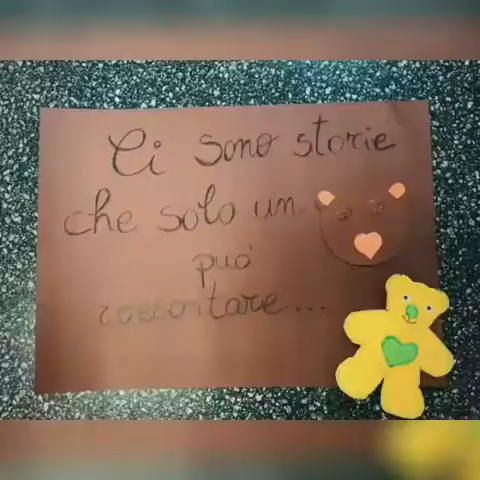 Ci sono storie
che solo un
può
raccontare...